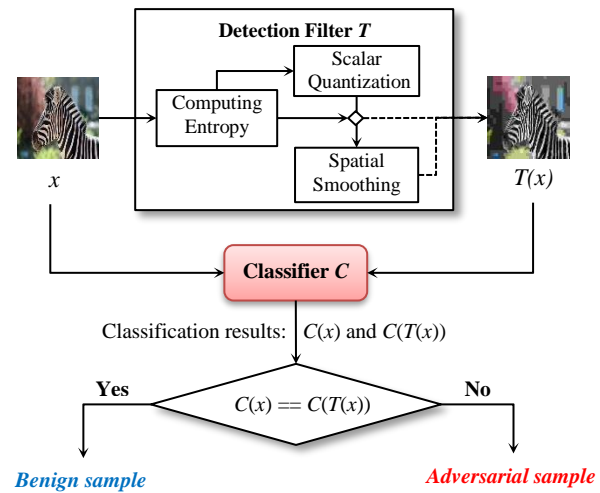 Detection Filter T
Scalar
Quantization
Computing
Entropy
Spatial
Smoothing
x
T(x)
Classifier C
Classification results: C(x) and C(T(x))
Yes
No
C(x) == C(T(x))
Benign sample
Adversarial sample